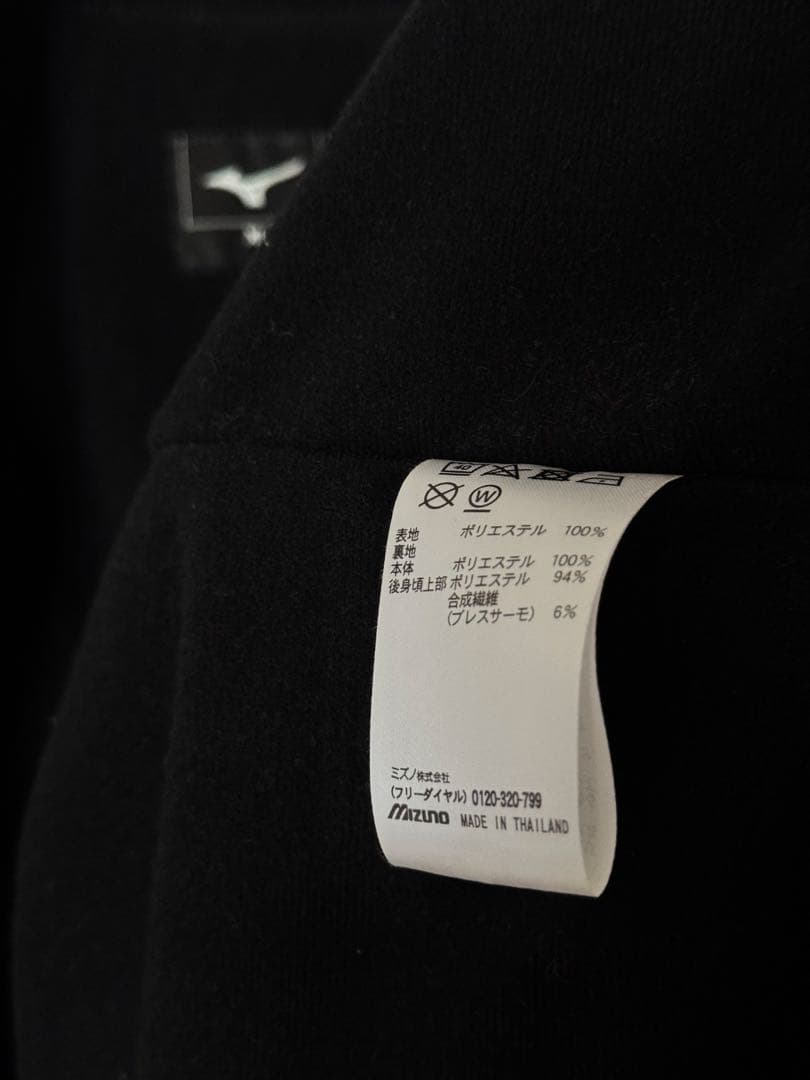 40
W
表地 ポリエステル 100%
裏地
本体 ポリエステル 100%
後身頃上部 ポリエステル 94%
合成繊維
(ブレスサーモ) 6%
ミズノ株式会社
(フリーダイヤル) 0120-320-799
MIZUNO MADE IN THAILAND